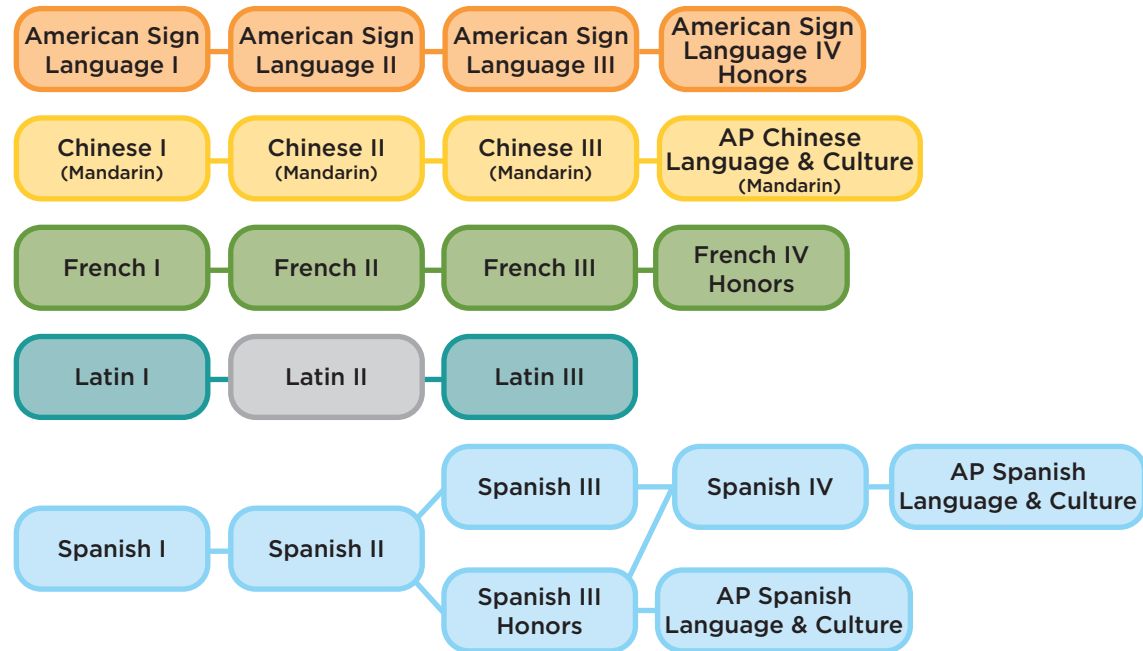 American Sign
Language I
American Sign
Language II
American Sign
Language III
American Sign
Language IV
Honors
Chinese I
(Mandarin)
Chinese II
(Mandarin)
Chinese III
(Mandarin)
AP Chinese
Language & Culture
(Mandarin)
French I
French II
French III
French IV
Honors
Latin I
Latin II
Latin III
Spanish I
Spanish II
Spanish III
Spanish IV
AP Spanish
Language & Culture
Spanish III
Honors
AP Spanish
Language & Culture